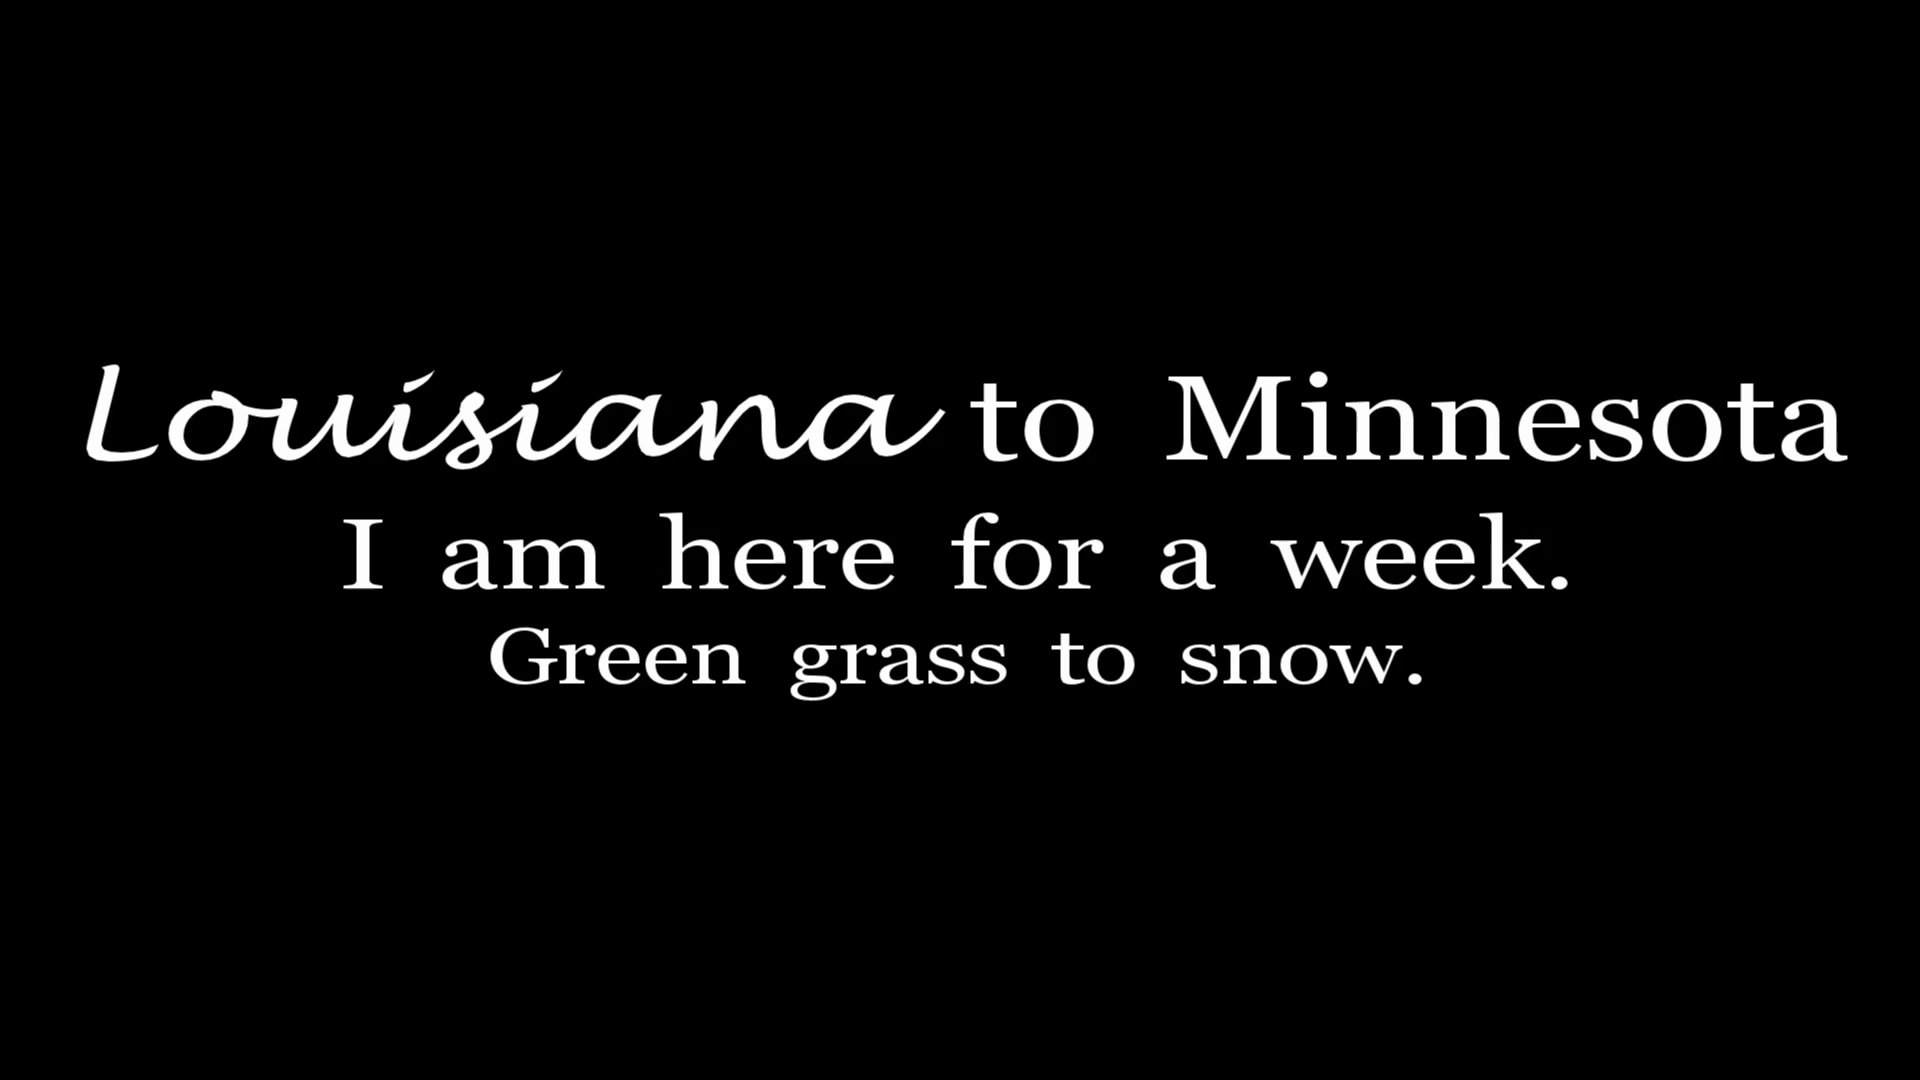 Louisiana to Minnesota
I am here for a week.
Green grass to snow.